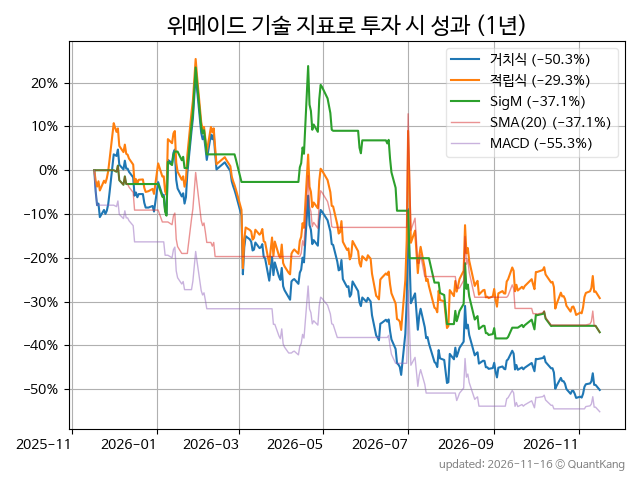 위메이드 기술 지표로 투자 시 성과 (1년)
거치식 (−50.3%)
적립식 (−29.3%)
SigM (−37.1%)
SMA(20) (−37.1%)
MACD (−55.3%)
20%
10%
0%
−10%
−20%
−30%
−40%
−50%
2025-11 2026-01 2026-03 2026-05 2026-07 2026-09 2026-11
updated: 2026-11-16 © QuantKang